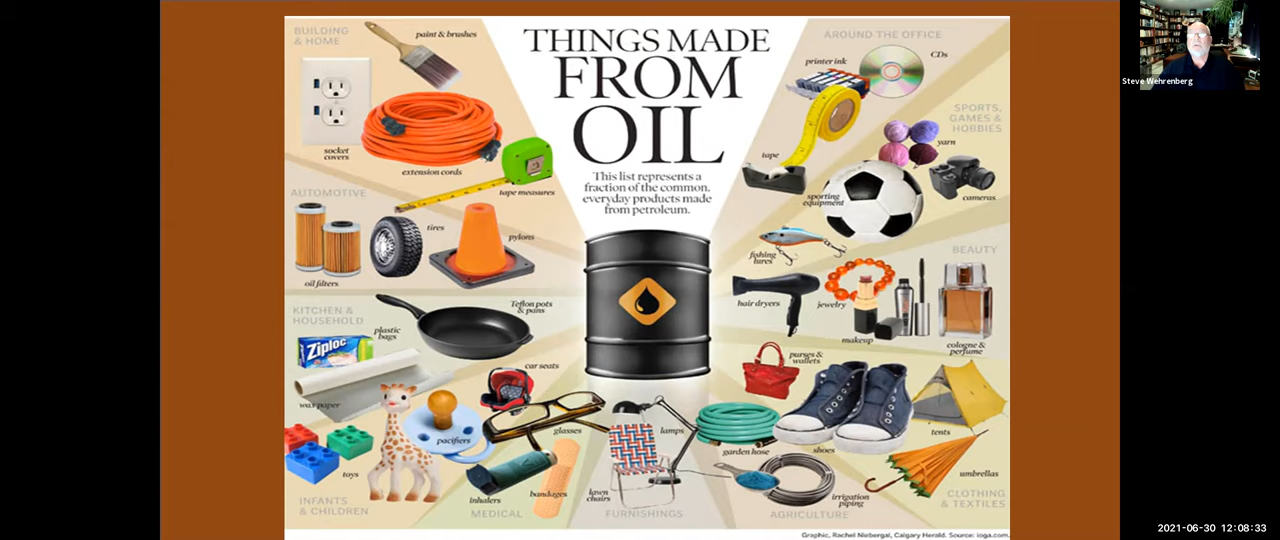 THINGS MADE
FROM
OIL
This list represents a
fraction of the common,
everyday products made
from petroleum.
BUILDING
& HOME
paint & brushes
socket
covers
extension cords
tape measures
AUTOMOTIVE
oil filters
tires
pylons
KITCHEN &
HOUSEHOLD
Teflon pots
& pans
plastic
bags
Ziploc
wax paper
car seats
pacifiers
toys
INFANTS
& CHILDREN
glasses
inhalers
bandages
MEDICAL
lawn
chairs
lamps
FURNISHINGS
garden hose
irrigation
piping
AGRICULTURE
AROUND THE OFFICE
printer ink
CDs
tape
SPORTS,
GAMES &
HOBBIES
yarn
sporting
equipment
cameras
fishing
lures
BEAUTY
hair dryers
jewelry
makeup
cologne &
perfume
purses &
wallets
shoes
tents
umbrellas
CLOTHING
& TEXTILES
Graphic, Rachel Niebergal, Calgary Herald. Source: ioga.com.
Steve Wehrenberg
2021-06-30 12:08:33